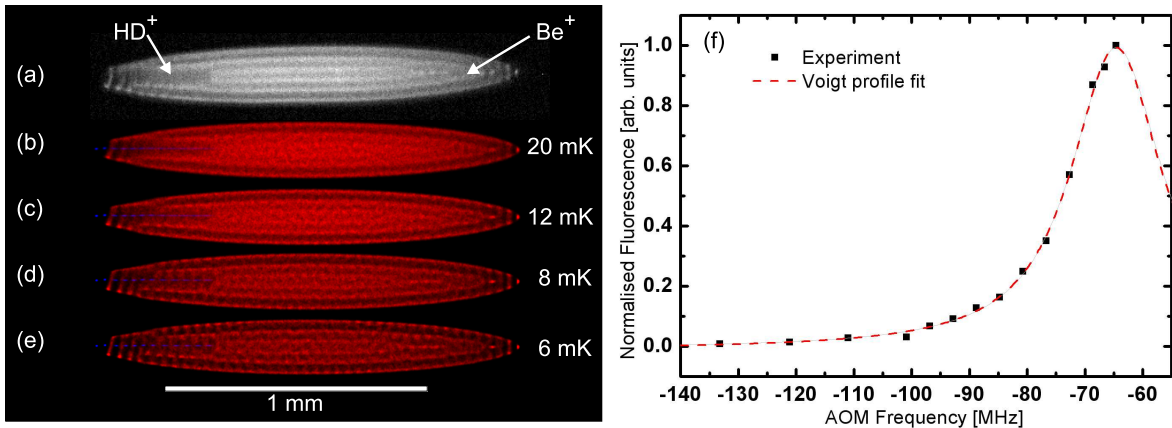 HD+
Be+
(a)
(b)
20 mK
(c)
12 mK
(d)
8 mK
(e)
6 mK
1 mm
(f)
Experiment
Voigt profile fit
Normalised Fluorescence [arb. units]
1.0
0.8
0.6
0.4
0.2
0.0
-140 -130 -120 -110 -100 -90 -80 -70 -60
AOM Frequency [MHz]